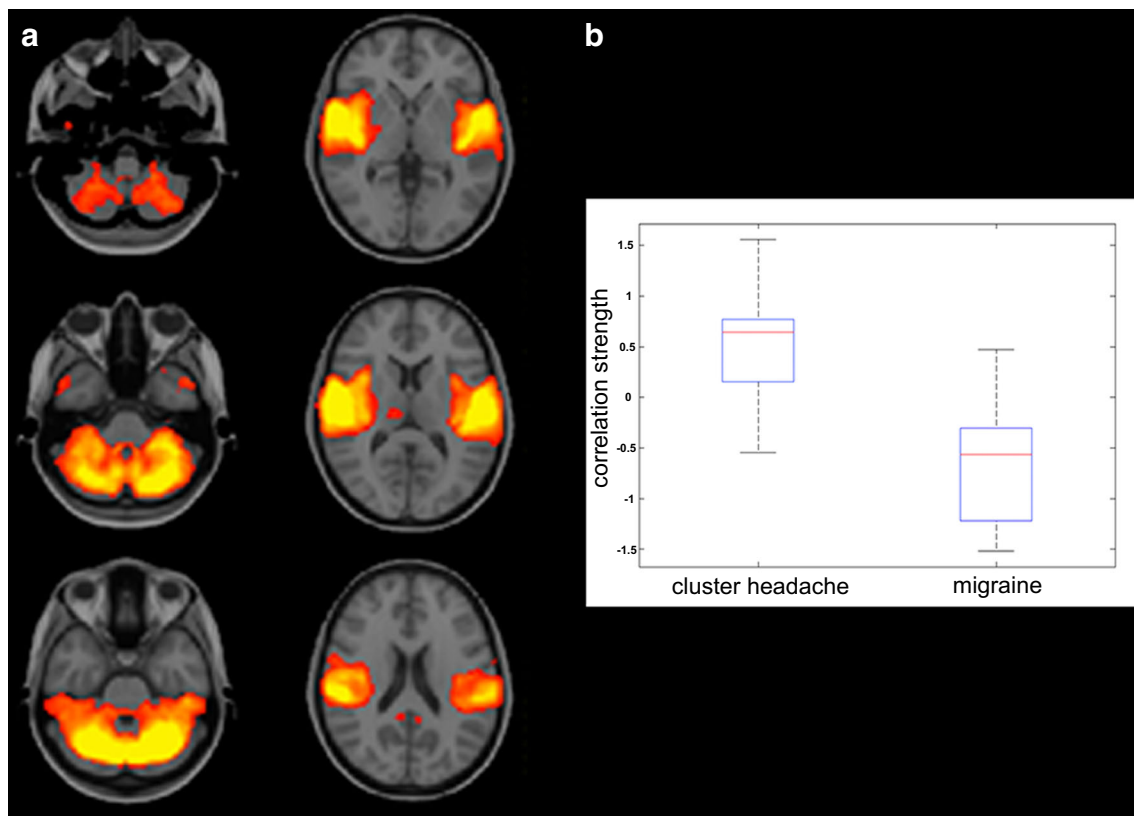 a
b
correlation strength
1.5
1
0.5
0
-0.5
-1
-1.5
cluster headache
migraine